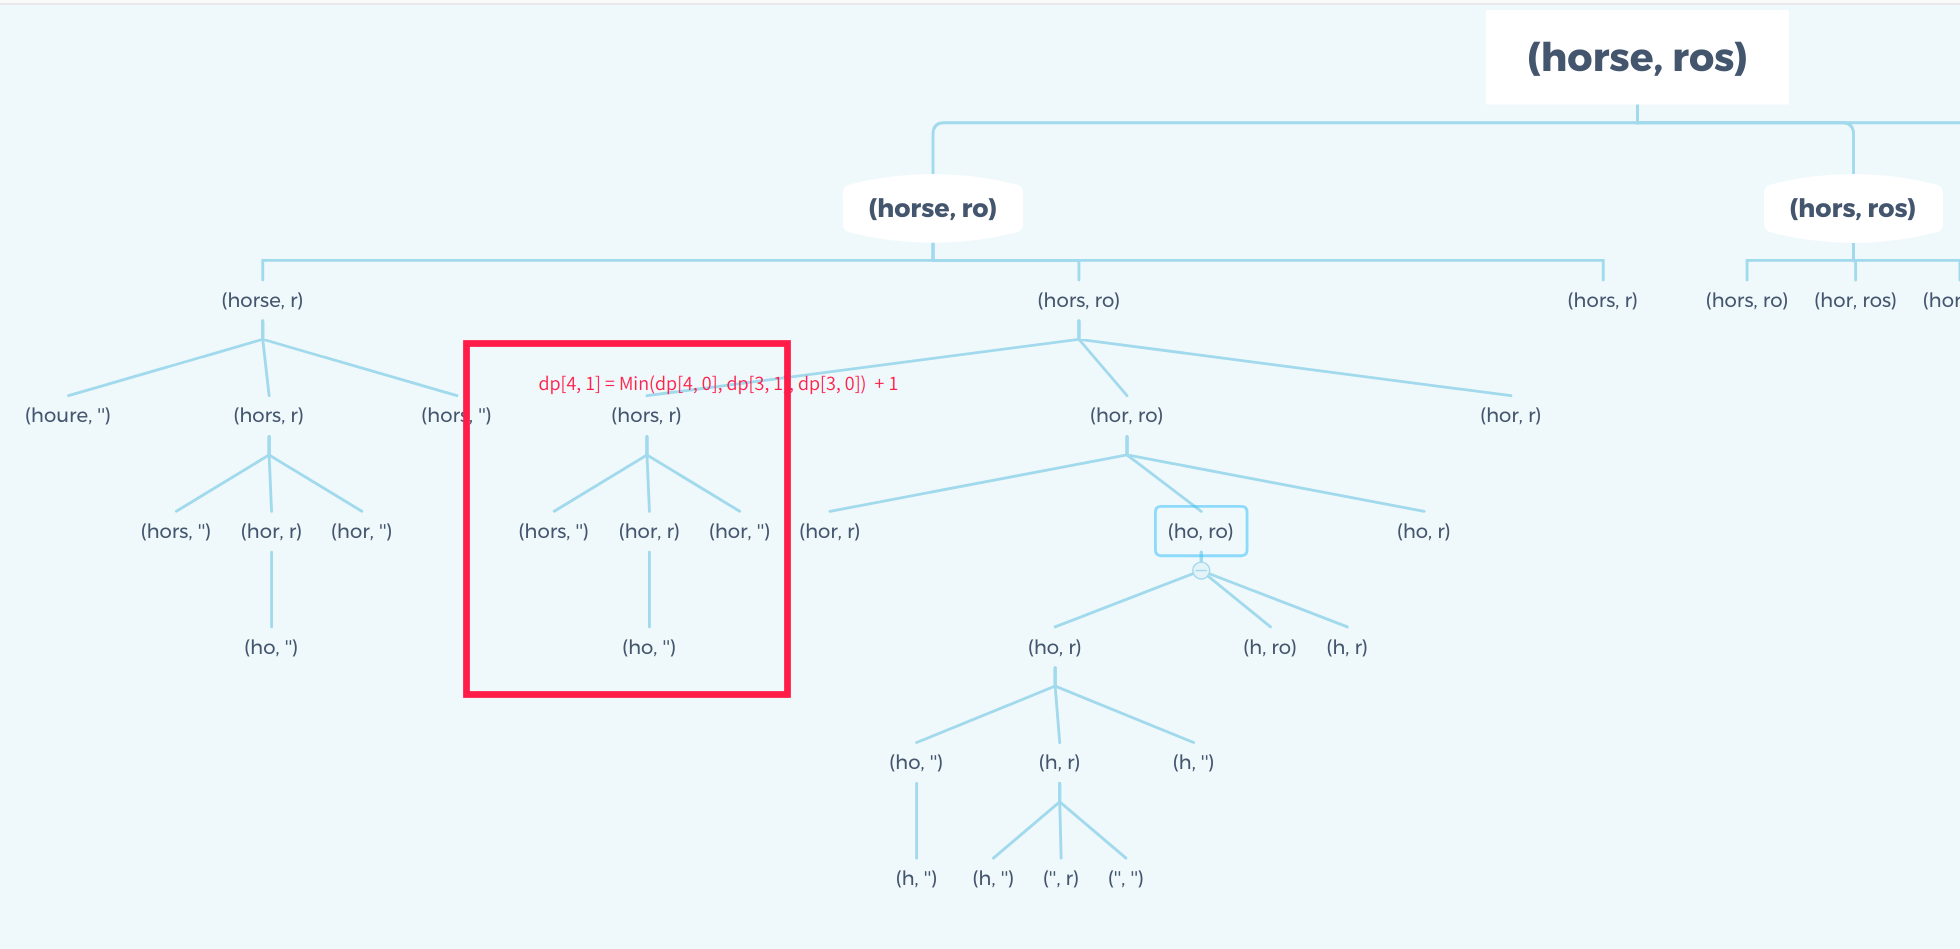 (horse, ros)
(horse, ro)
(hors, ros)
(horse, r)
(hors, ro)
(hors, r)
(hors, ro)
(hor, ros)
(hor
dp[4, 1] = Min(dp[4, 0], dp[3, 1], dp[3, 0]) + 1
(houre, '')
(hors, r)
(hors, '')
(hors, r)
(hor, ro)
(hor, r)
(hors, '')
(hor, r)
(hor, '')
(hors, '')
(hor, r)
(hor, '')
(hor, r)
(ho, ro)
(ho, r)
(ho, '')
(ho, '')
(ho, r)
(h, ro)
(h, r)
(ho, '')
(h, r)
(h, '')
(h, '')
(h, '')
('', r)
('', '')